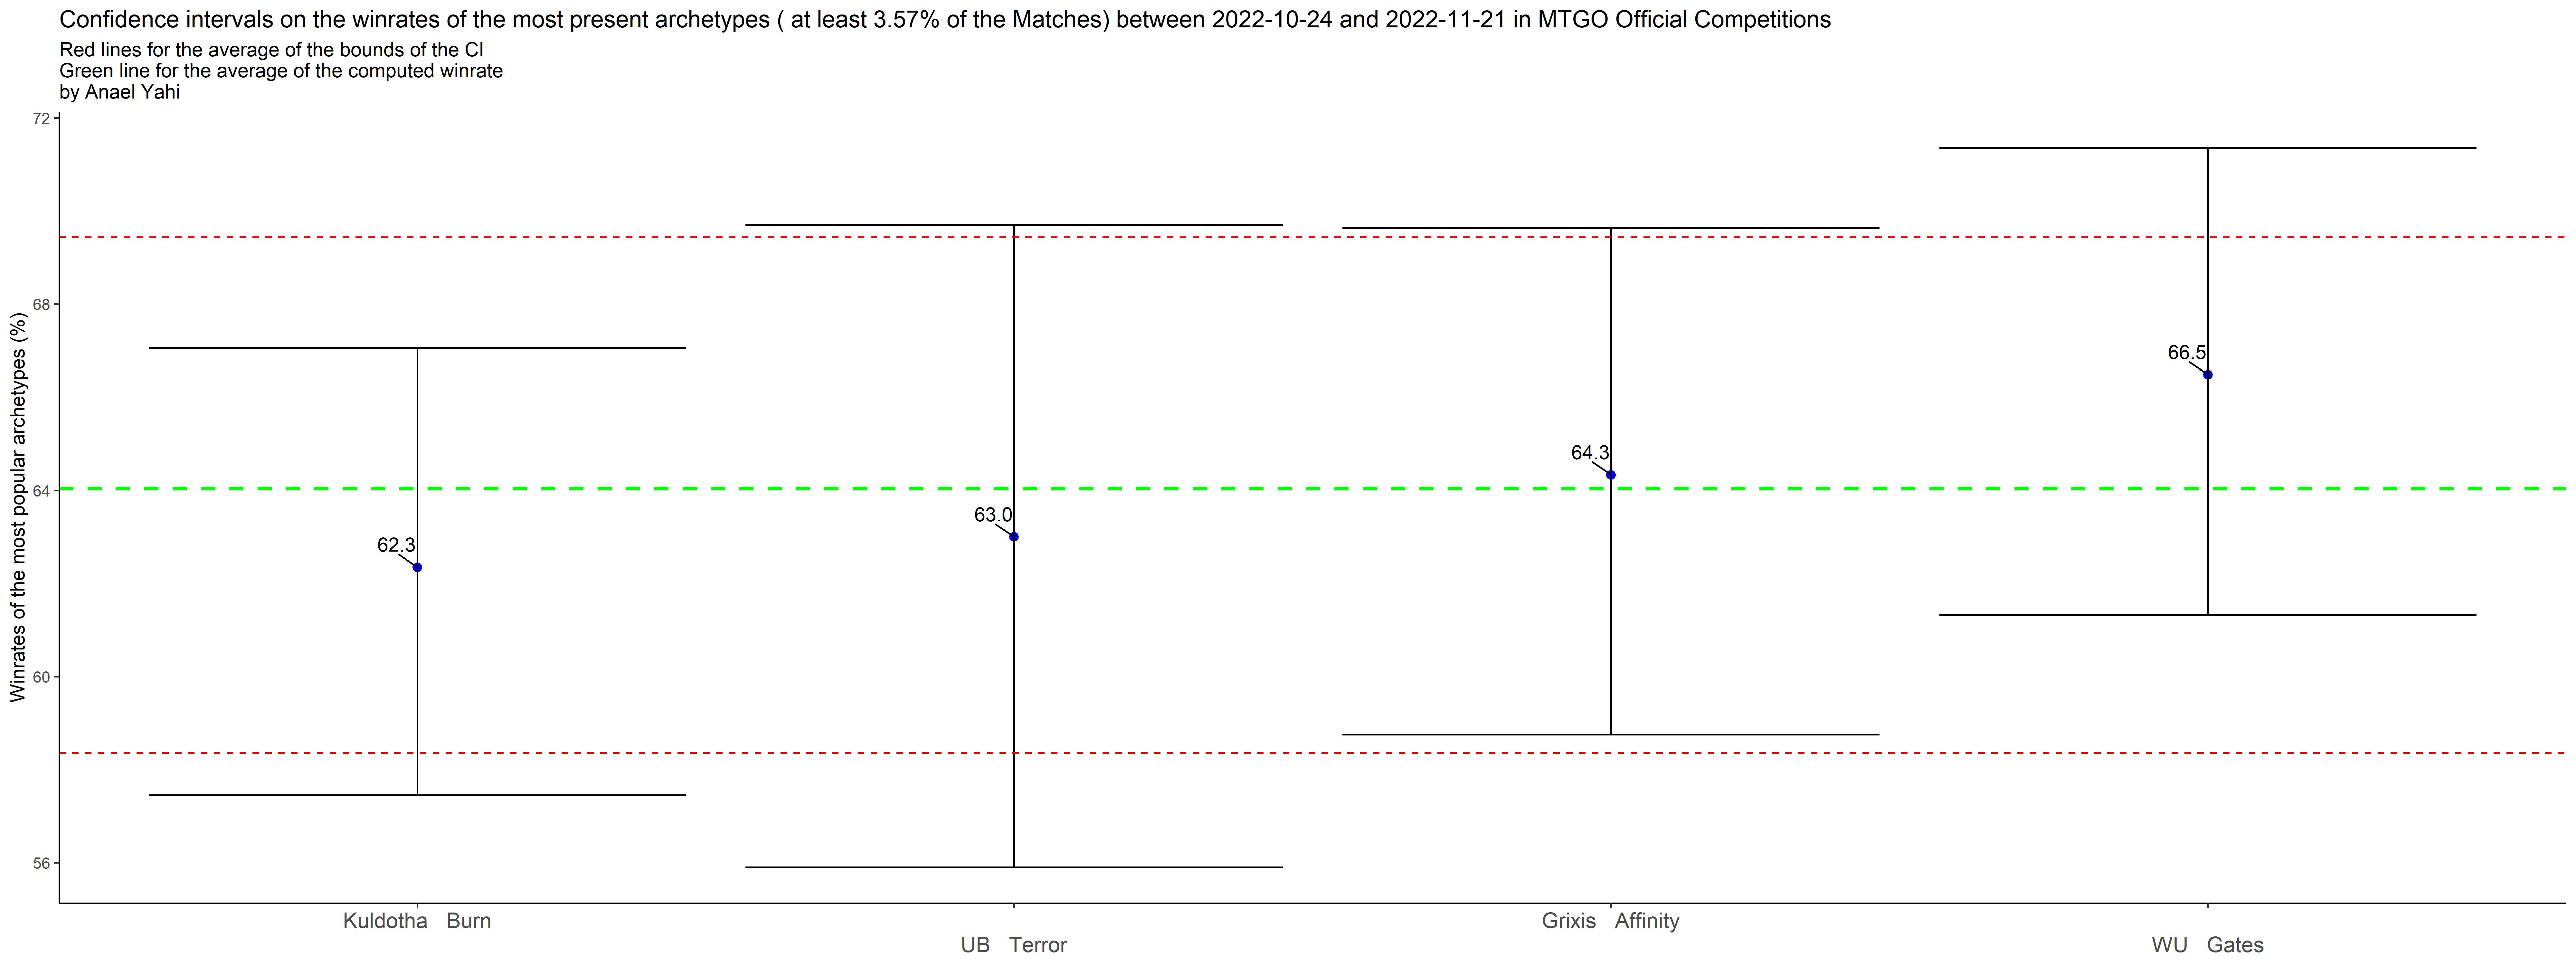 Confidence intervals on the winrates of the most present archetypes ( at least 3.57% of the Matches) between 2022-10-24 and 2022-11-21 in MTGO Official Competitions
Red lines for the average of the bounds of the CI
Green line for the average of the computed winrate
by Anael Yahi
Winrates of the most popular archetypes (%)
72
68
64
60
56
62.3
63.0
64.3
66.5
Kuldotha Burn
UB Terror
Grixis Affinity
WU Gates